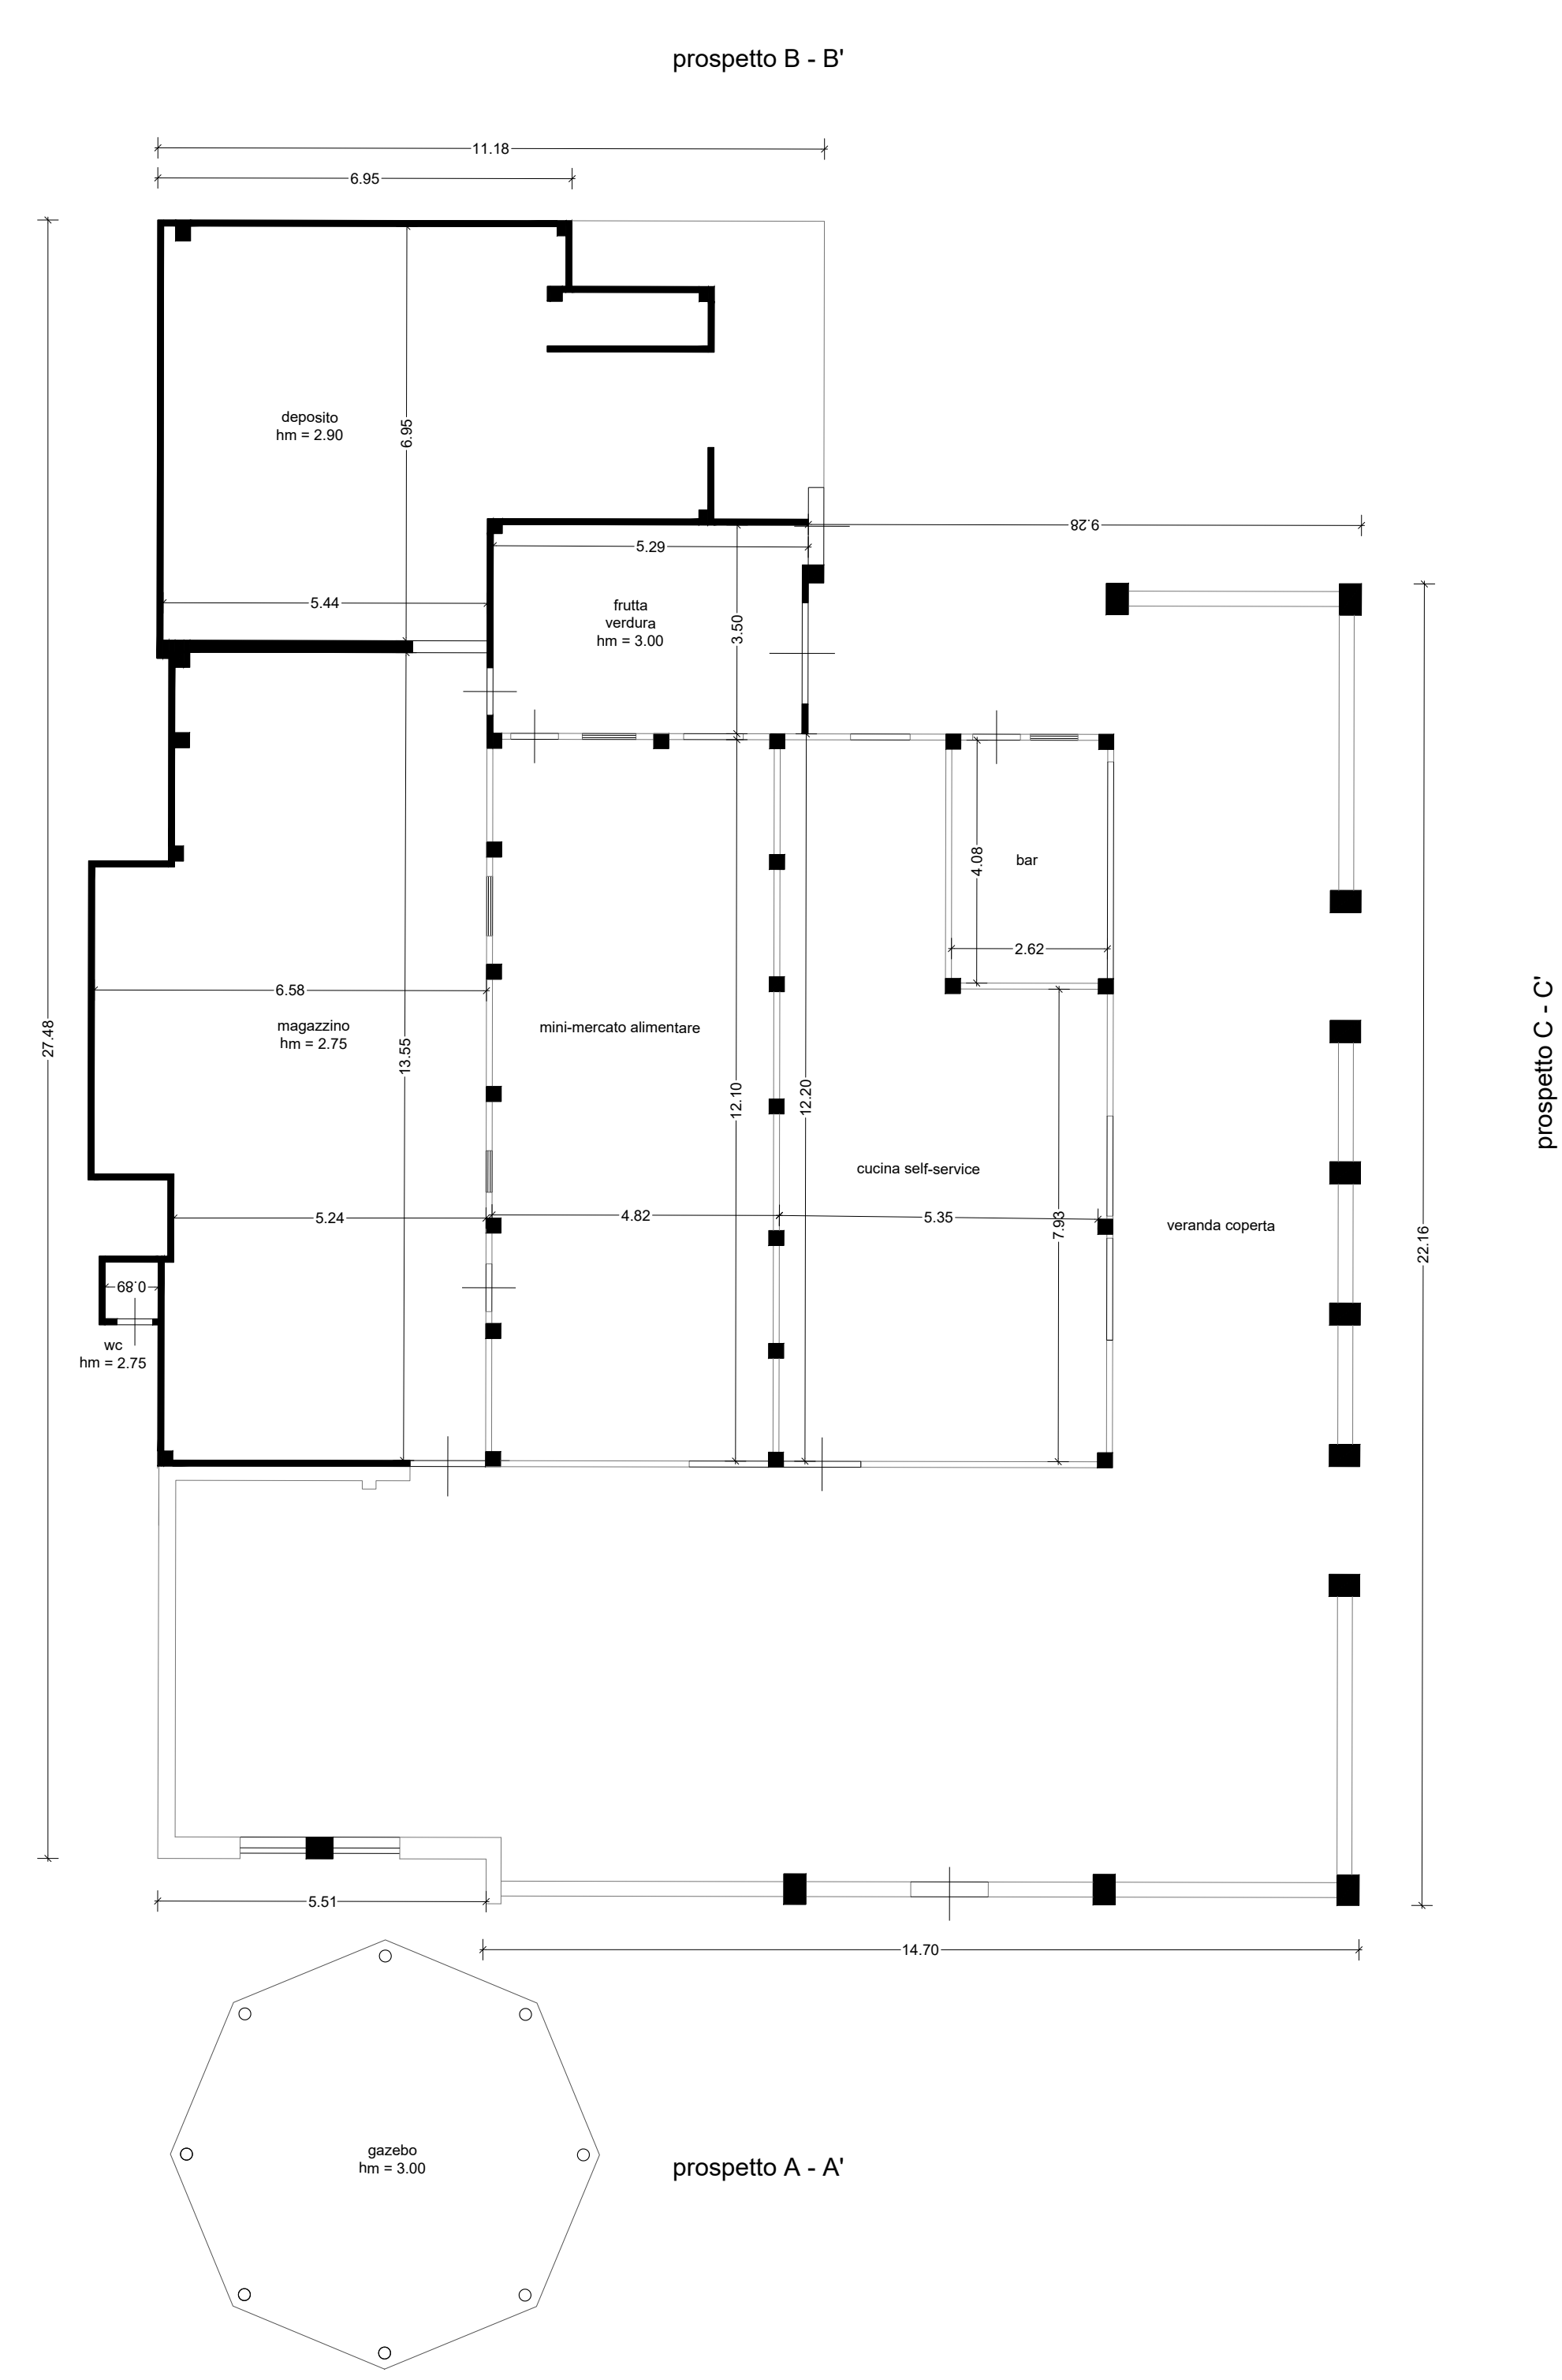 prospetto B - B'
11.18
6.95
deposito
hm = 2.90
6.95
9.28
5.29
5.44
frutta
verdura
hm = 3.00
3.50
bar
4.08
2.62
6.58
magazzino
hm = 2.75
mini-mercato alimentare
27.48
13.55
12.10
12.20
prospetto C - C'
cucina self-service
5.24
4.82
5.35
7.93
veranda coperta
22.16
0.89
wc
hm = 2.75
5.51
14.70
gazebo
hm = 3.00
prospetto A - A'